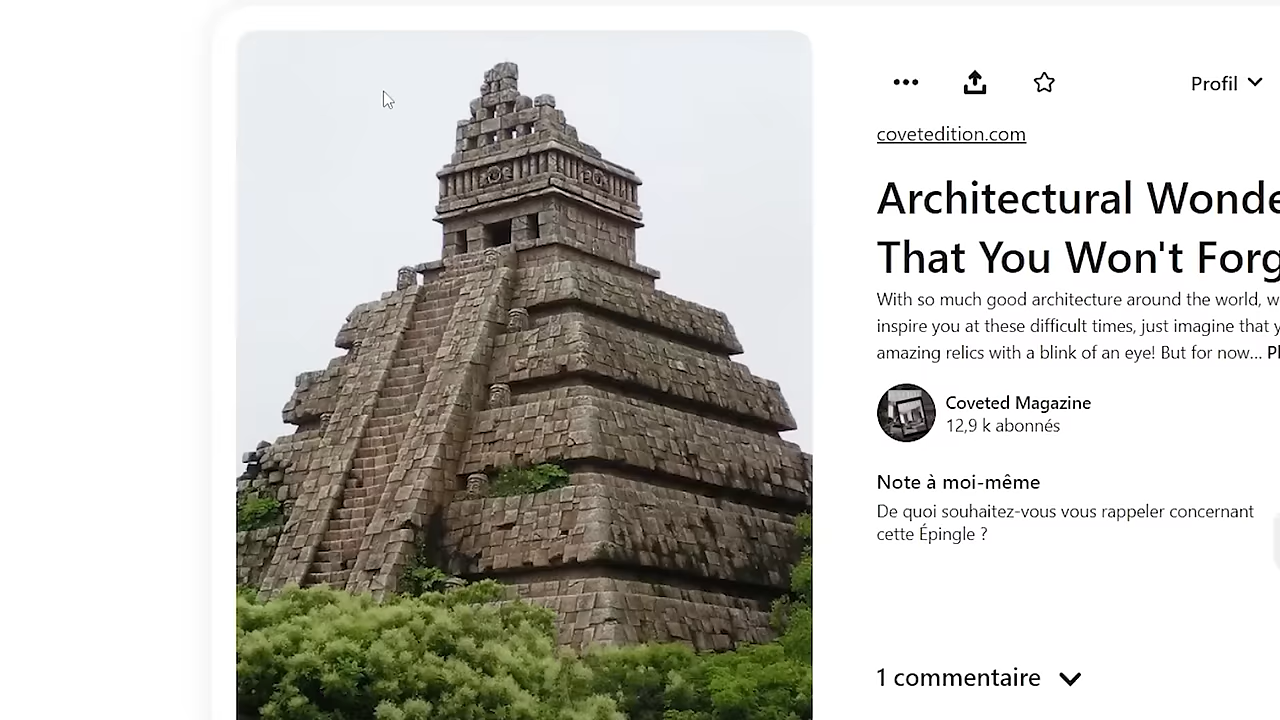 Profil
covetedition.com
Architectural Wonde
That You Won't Forg
With so much good architecture around the world, w
inspire you at these difficult times, just imagine that y
amazing relics with a blink of an eye! But for now... Pl
Coveted Magazine
12,9 k abonnés
Note à moi-même
De quoi souhaitez-vous vous rappeler concernant
cette Épingle ?
1 commentaire